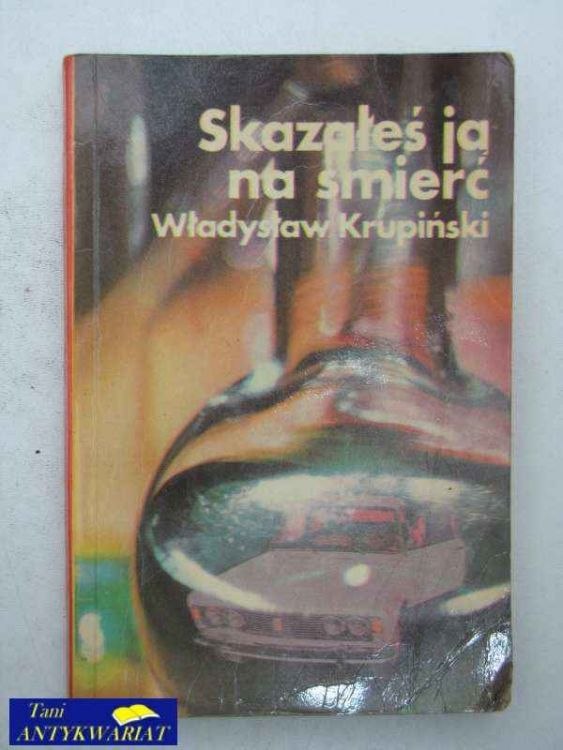 Skazałeś ją
na śmierć
Władysław Krupiński
Tani
ANTYKWARIAT